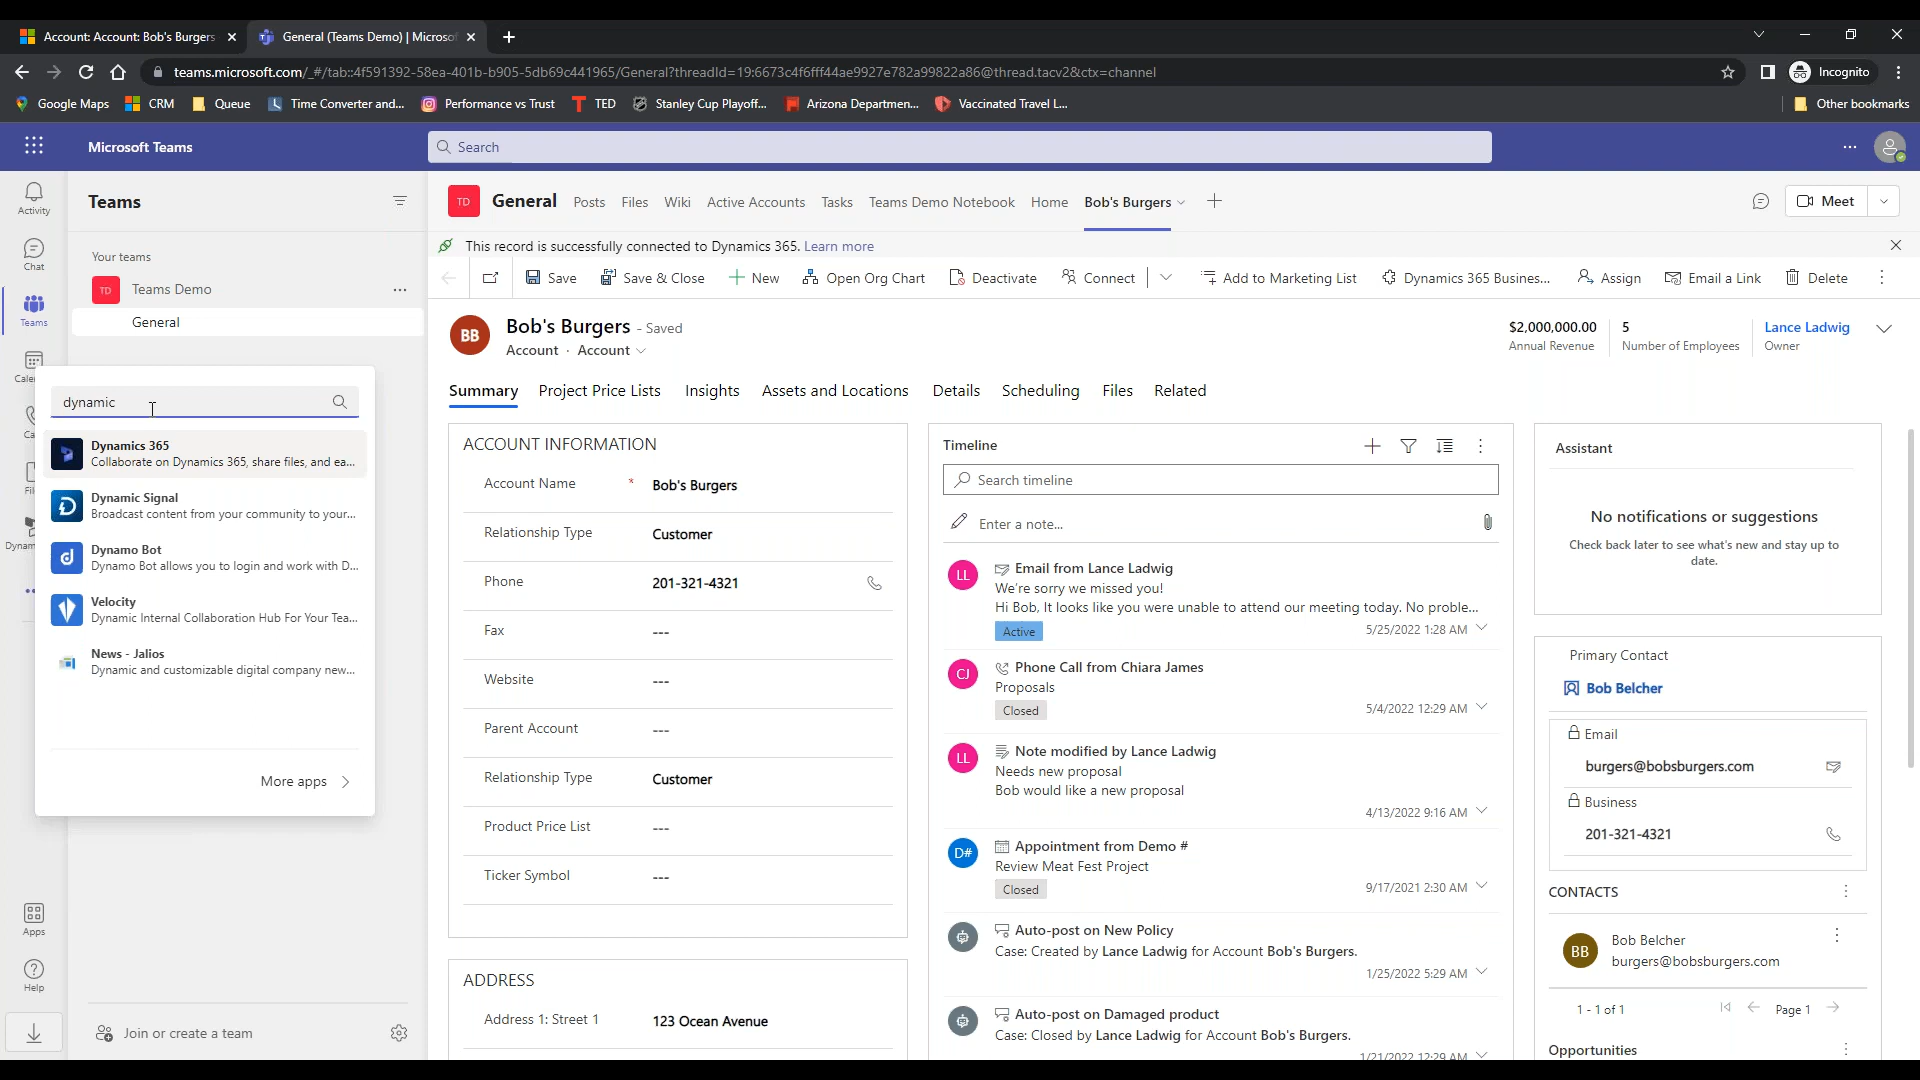 Account: Account: Bob's Burgers
General (Teams Demo) | Microsof
teams.microsoft.com/_#/tab::4f591392-58ea-401b-b905-5db69c441965/General?threadId=19:6673c4f6fff44ae9927e782a99822a86@thread.tacv2&ctx=channel
Incognito
Google Maps
CRM
Queue
Time Converter and...
Performance vs Trust
TED
Stanley Cup Playoff...
Arizona Departmen...
Vaccinated Travel L...
Other bookmarks
Microsoft Teams
Search
Activity
Chat
Teams
Teams
Your teams
TD
Teams Demo
General
TD
General
Posts
Files
Wiki
Active Accounts
Tasks
Teams Demo Notebook
Home
Bob's Burgers
Meet
This record is successfully connected to Dynamics 365. Learn more
Save
Save & Close
New
Open Org Chart
Deactivate
Connect
Add to Marketing List
Dynamics 365 Busines...
Assign
Email a Link
Delete
BB
Bob's Burgers - Saved
Account · Account
$2,000,000.00
Annual Revenue
5
Number of Employees
Lance Ladwig
Owner
Summary
Project Price Lists
Insights
Assets and Locations
Details
Scheduling
Files
Related
dynamic
Dynamics 365
Collaborate on Dynamics 365, share files, and ea...
Dynamic Signal
Broadcast content from your community to your...
Dynamo Bot
Dynamo Bot allows you to login and work with D...
Velocity
Dynamic Internal Collaboration Hub For Your Tea...
News - Jalios
Dynamic and customizable digital company new...
More apps
Apps
Help
Join or create a team
ACCOUNT INFORMATION
Account Name * Bob's Burgers
Relationship Type Customer
Phone 201-321-4321
Fax ---
Website ---
Parent Account ---
Relationship Type Customer
Product Price List ---
Ticker Symbol ---
ADDRESS
Address 1: Street 1 123 Ocean Avenue
Timeline
Search timeline
Enter a note...
LL
Email from Lance Ladwig
We're sorry we missed you!
Hi Bob, It looks like you were unable to attend our meeting today. No proble...
Active
5/25/2022 1:28 AM
CJ
Phone Call from Chiara James
Proposals
Closed
5/4/2022 12:29 AM
LL
Note modified by Lance Ladwig
Needs new proposal
Bob would like a new proposal
4/13/2022 9:16 AM
D#
Appointment from Demo #
Review Meat Fest Project
Closed
9/17/2021 2:30 AM
Auto-post on New Policy
Case: Created by Lance Ladwig for Account Bob's Burgers.
1/25/2022 5:29 AM
Auto-post on Damaged product
Case: Closed by Lance Ladwig for Account Bob's Burgers.
1/21/2022 12:29 AM
Assistant
No notifications or suggestions
Check back later to see what's new and stay up to
date.
Primary Contact
Bob Belcher
Email
burgers@bobsburgers.com
Business
201-321-4321
CONTACTS
BB
Bob Belcher
burgers@bobsburgers.com
1 - 1 of 1
Page 1
Opportunities